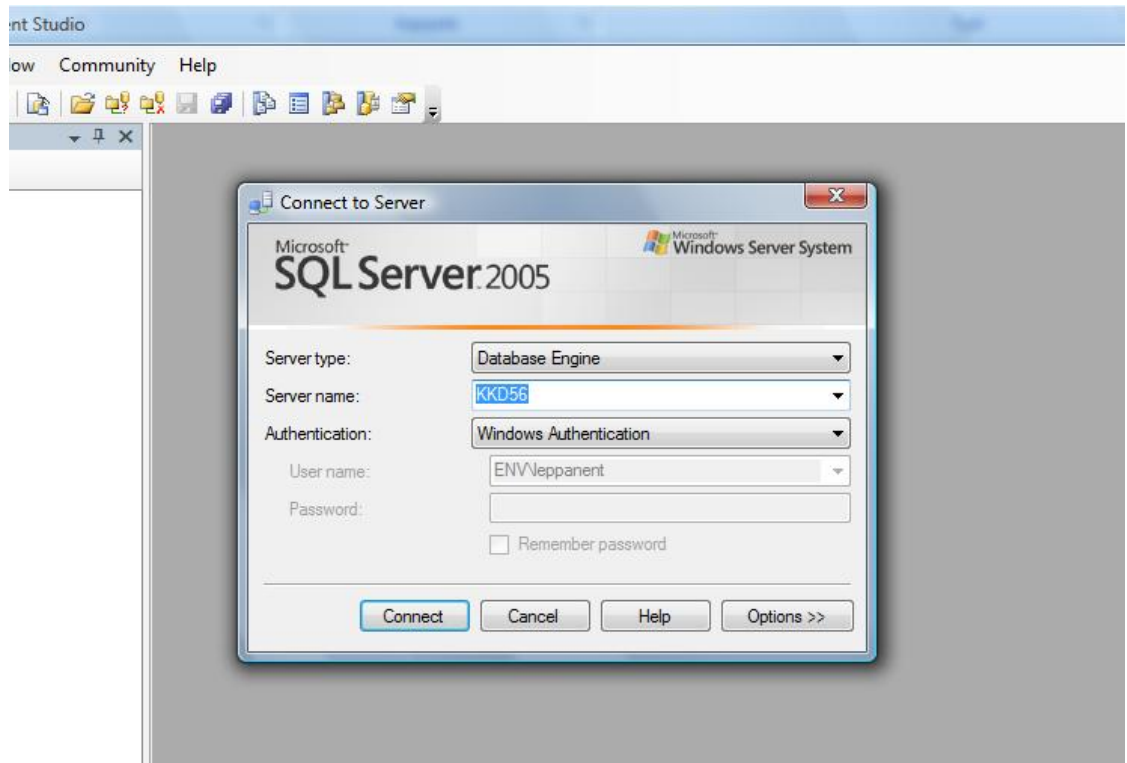 nt Studio
low Community Help
Connect to Server
Microsoft
SQL Server 2005
Microsoft
Windows Server System
Server type: Database Engine
Server name: KKD56
Authentication: Windows Authentication
User name: ENV\leppanent
Password:
Remember password
Connect Cancel Help Options >>